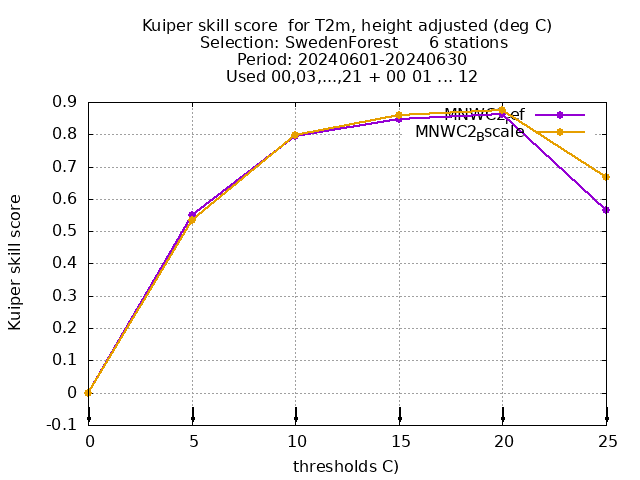 Kuiper skill score  for T2m, height adjusted (deg C)
Selection: SwedenForest      6 stations
Period: 20240601-20240630
Used 00,03,...,21 + 00 01 ... 12
MNWC2_ref
MNWC2_Bscale
0.9
0.8
0.7
0.6
0.5
0.4
0.3
0.2
0.1
0
-0.1
Kuiper skill score
0 5 10 15 20 25
thresholds C)